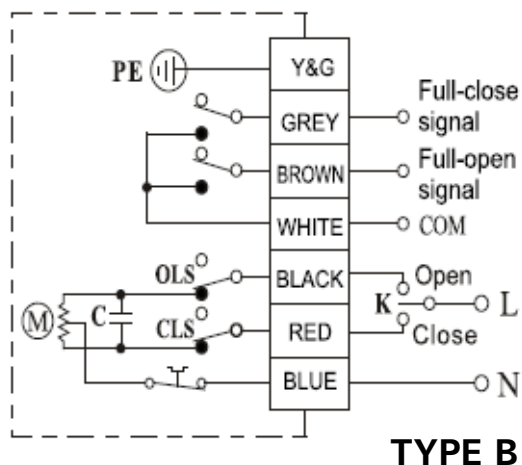 PE
Y&G
GREY
Full-close
signal
BROWN
Full-open
signal
WHITE
COM
OLS
BLACK
Open
K
L
M
C
CLS
RED
Close
BLUE
N
TYPE B